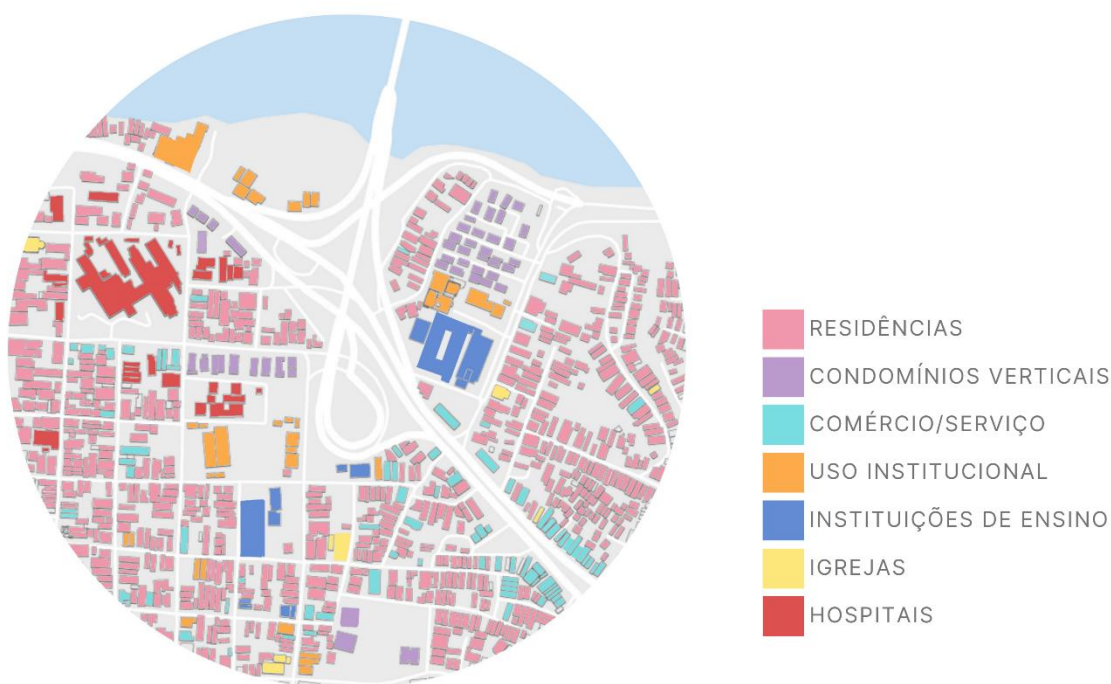 RESIDÊNCIAS
CONDOMÍNIOS VERTICAIS
COMÉRCIO/SERVIÇO
USO INSTITUCIONAL
INSTITUIÇÕES DE ENSINO
IGREJAS
HOSPITAIS